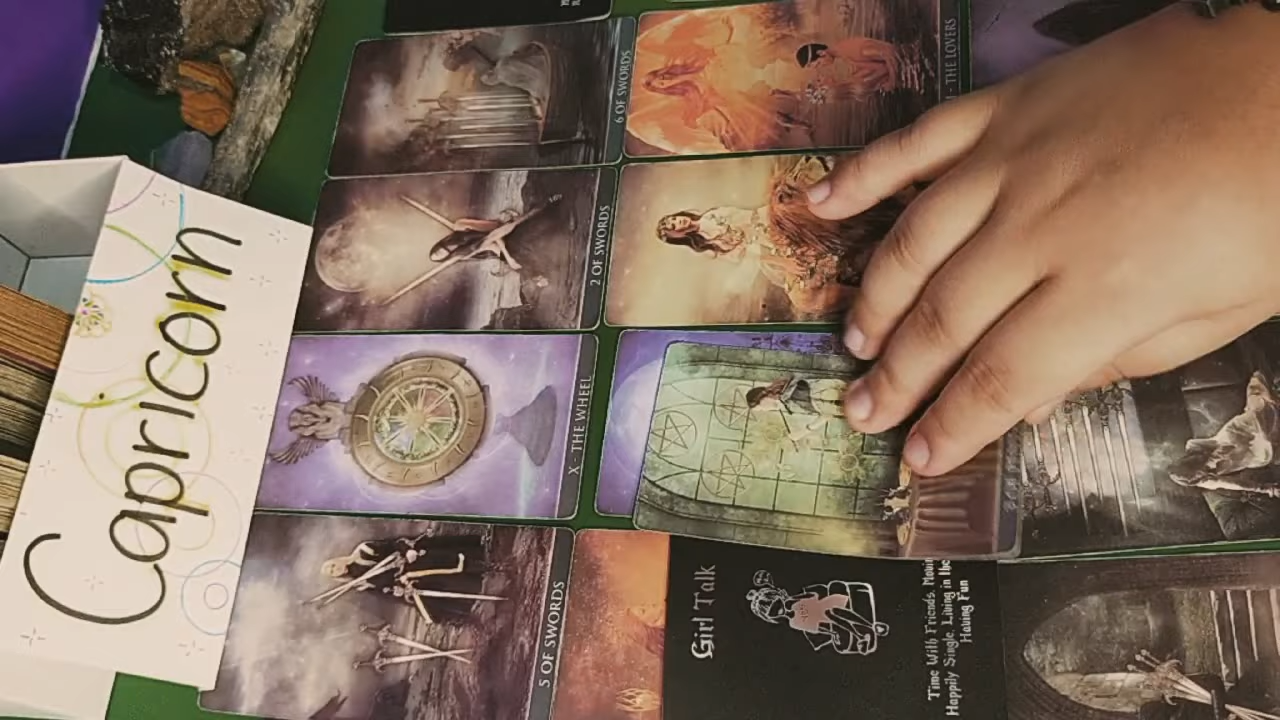 Capricorn
6 OF SWORDS
THE LOVERS
2 OF SWORDS
X - THE WHEEL
5 OF SWORDS
Girl Talk
Time With Friends, Movin
Happily Single, Living in the
Having Fun